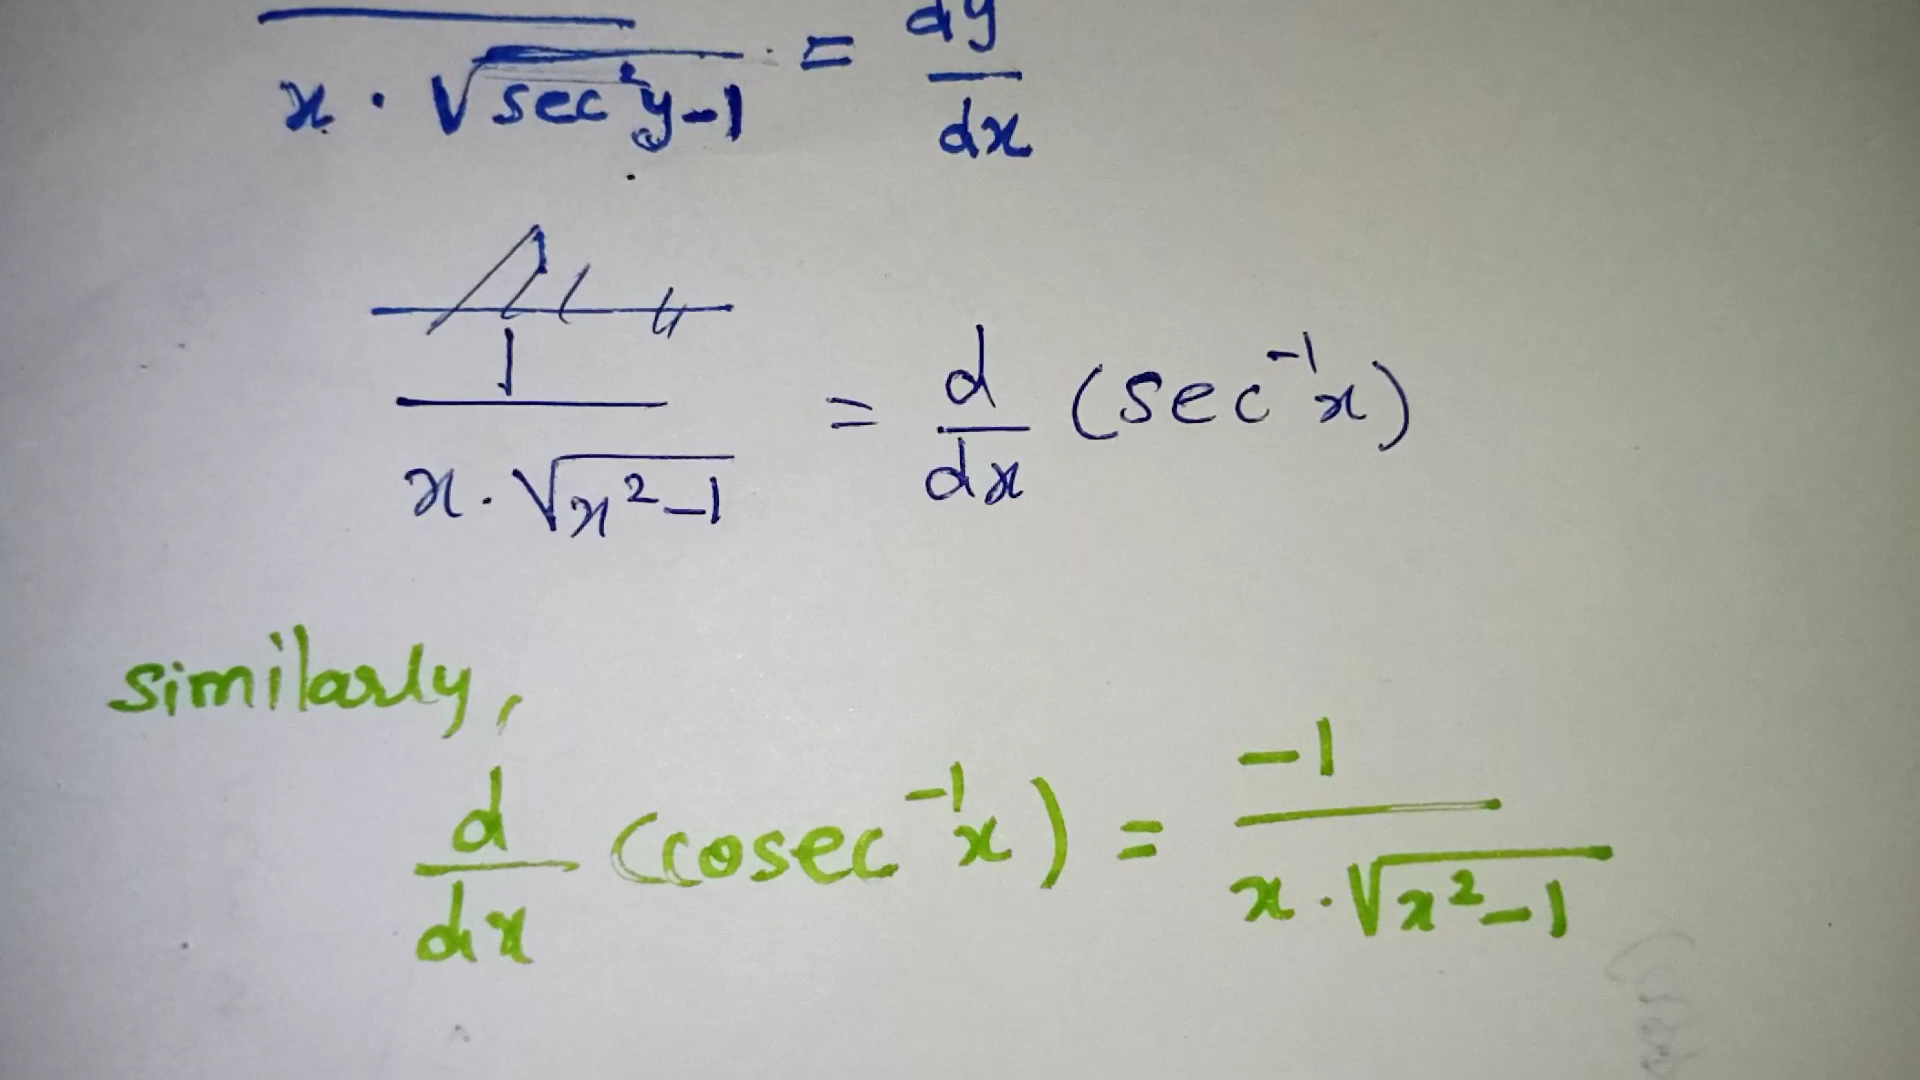 x · √sec²y-1 = dy/dx
1/x·√x²-1 = d/dx (sec⁻¹x)
similarly,
d/dx (cosec⁻¹x) = -1/x·√x²-1